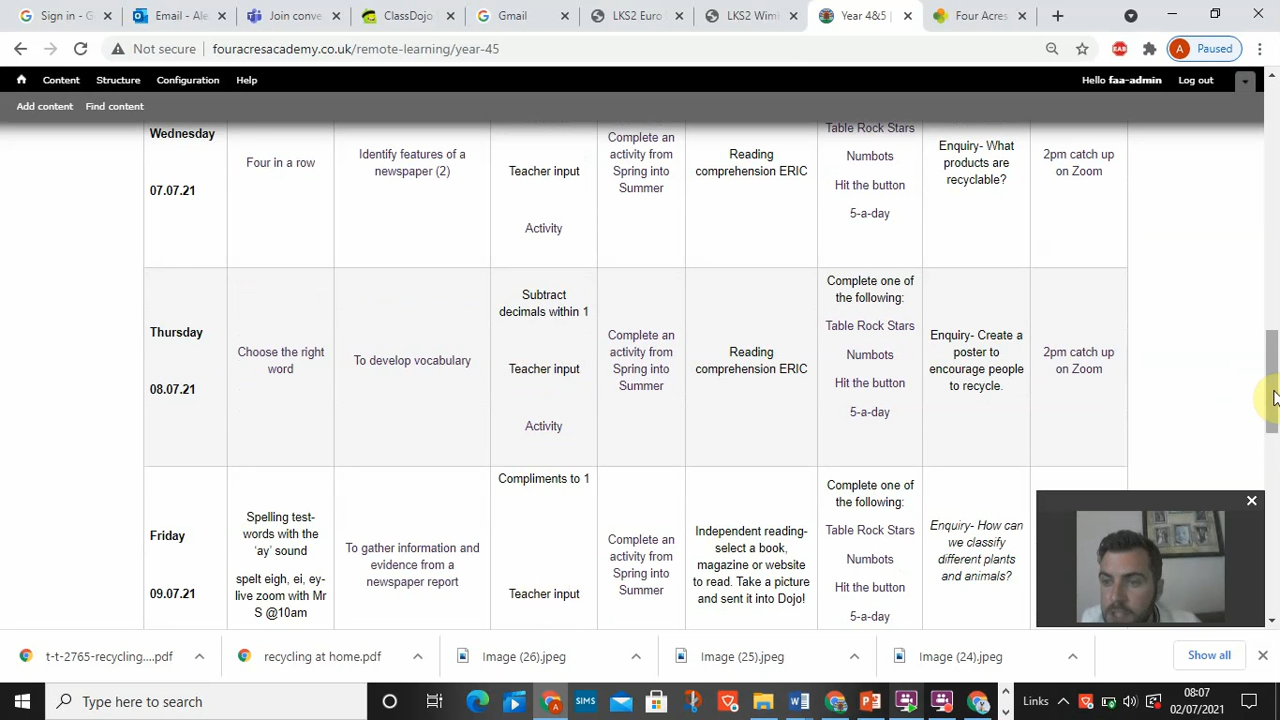 Sign in - G
Email - Ale
Join conve
ClassDojo
Gmail
LKS2 Euro
LKS2 Wim
Year 4&5 |
Four Acres
Not secure
fouracresacademy.co.uk/remote-learning/year-45
A Paused
Content
Structure
Configuration
Help
Hello faa-admin
Log out
Add content
Find content
Wednesday
07.07.21
Four in a row
Identify features of a
newspaper (2)
Teacher input
Activity
Complete an
activity from
Spring into
Summer
Reading
comprehension ERIC
Table Rock Stars
Numbots
Hit the button
5-a-day
Enquiry- What
products are
recyclable?
2pm catch up
on Zoom
Thursday
08.07.21
Choose the right
word
To develop vocabulary
Subtract
decimals within 1
Teacher input
Activity
Complete an
activity from
Spring into
Summer
Reading
comprehension ERIC
Complete one of
the following:
Table Rock Stars
Numbots
Hit the button
5-a-day
Enquiry- Create a
poster to
encourage people
to recycle.
2pm catch up
on Zoom
Friday
09.07.21
Spelling test-
words with the
'ay' sound
spelt eigh, ei, ey-
live zoom with Mr
S @10am
To gather information and
evidence from a
newspaper report
Compliments to 1
Teacher input
Complete an
activity from
Spring into
Summer
Independent reading-
select a book,
magazine or website
to read. Take a picture
and sent it into Dojo!
Complete one of
the following:
Table Rock Stars
Numbots
Hit the button
5-a-day
Enquiry- How can
we classify
different plants
and animals?
t-t-2765-recycling....pdf
recycling at home.pdf
Image (26).jpeg
Image (25).jpeg
Image (24).jpeg
Show all
Type here to search
SIMS
Links
08:07
02/07/2021